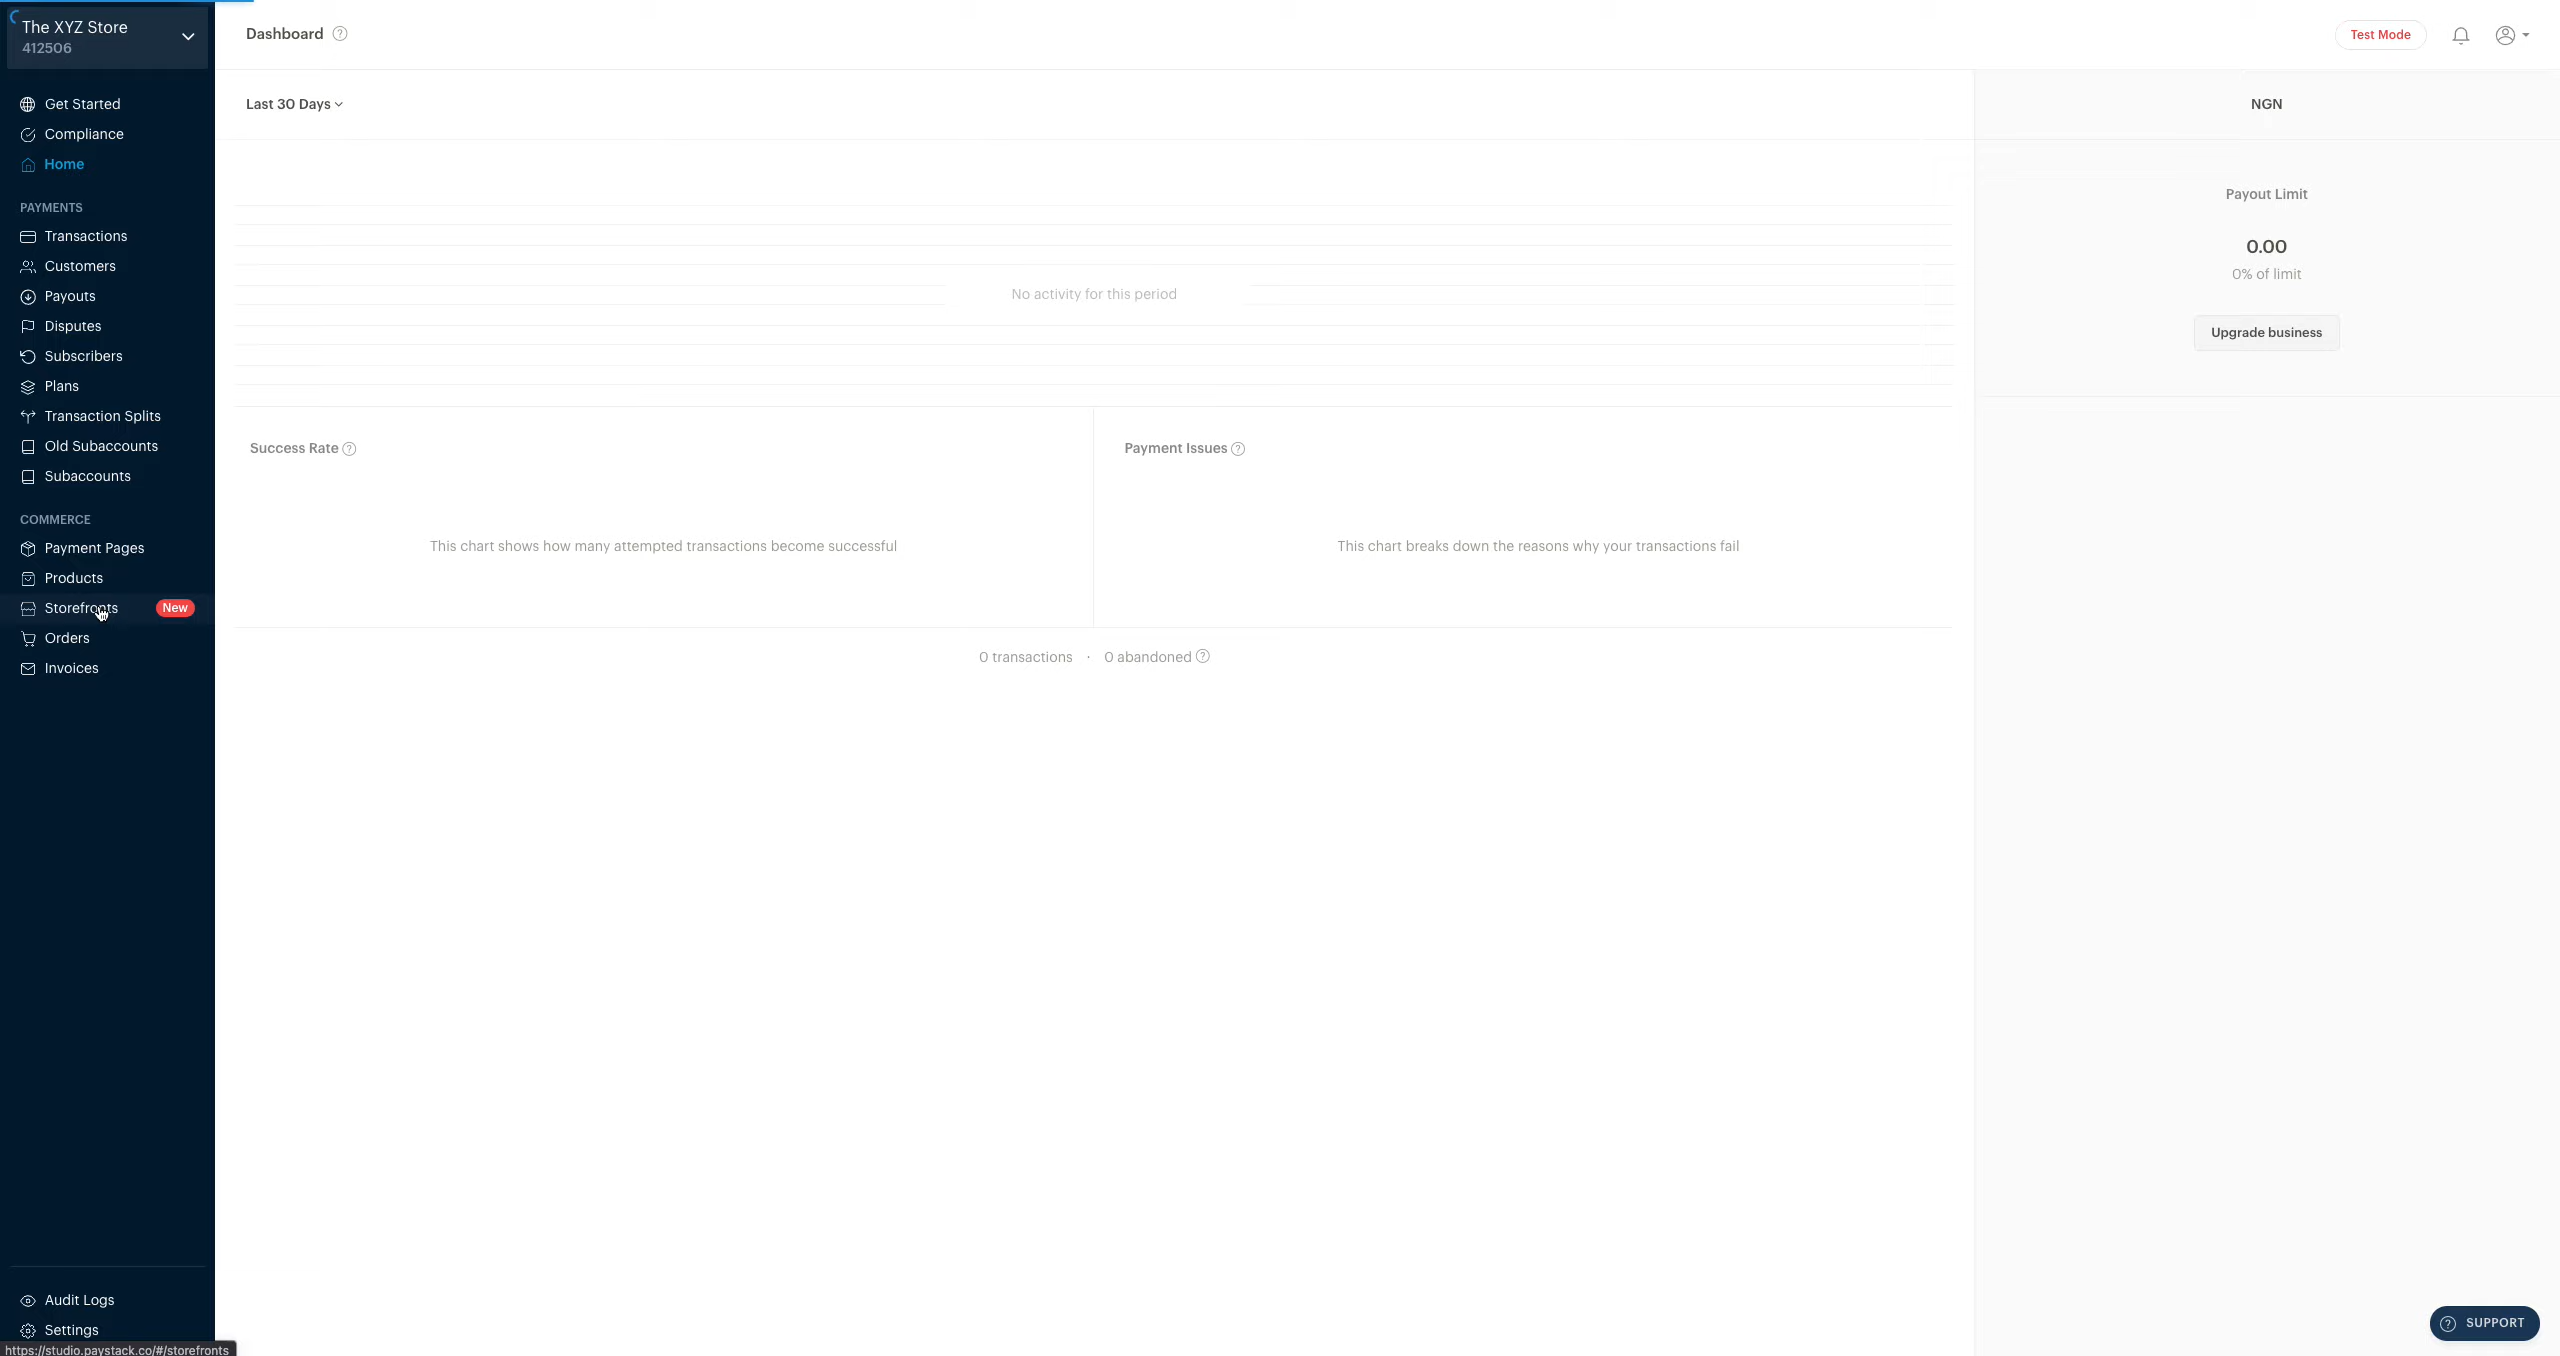 The XYZ Store
412506
Get Started
Compliance
Home
PAYMENTS
Transactions
Customers
Payouts
Disputes
Subscribers
Plans
Transaction Splits
Old Subaccounts
Subaccounts
COMMERCE
Payment Pages
Products
Storefronts New
Orders
Invoices
Audit Logs
Settings
https://studio.paystack.co/#/storefronts
Dashboard ?
Test Mode
Last 30 Days
No activity for this period
Success Rate ?
This chart shows how many attempted transactions become successful
Payment Issues ?
This chart breaks down the reasons why your transactions fail
0 transactions · 0 abandoned ?
NGN
Payout Limit
0.00
0% of limit
Upgrade business
? SUPPORT